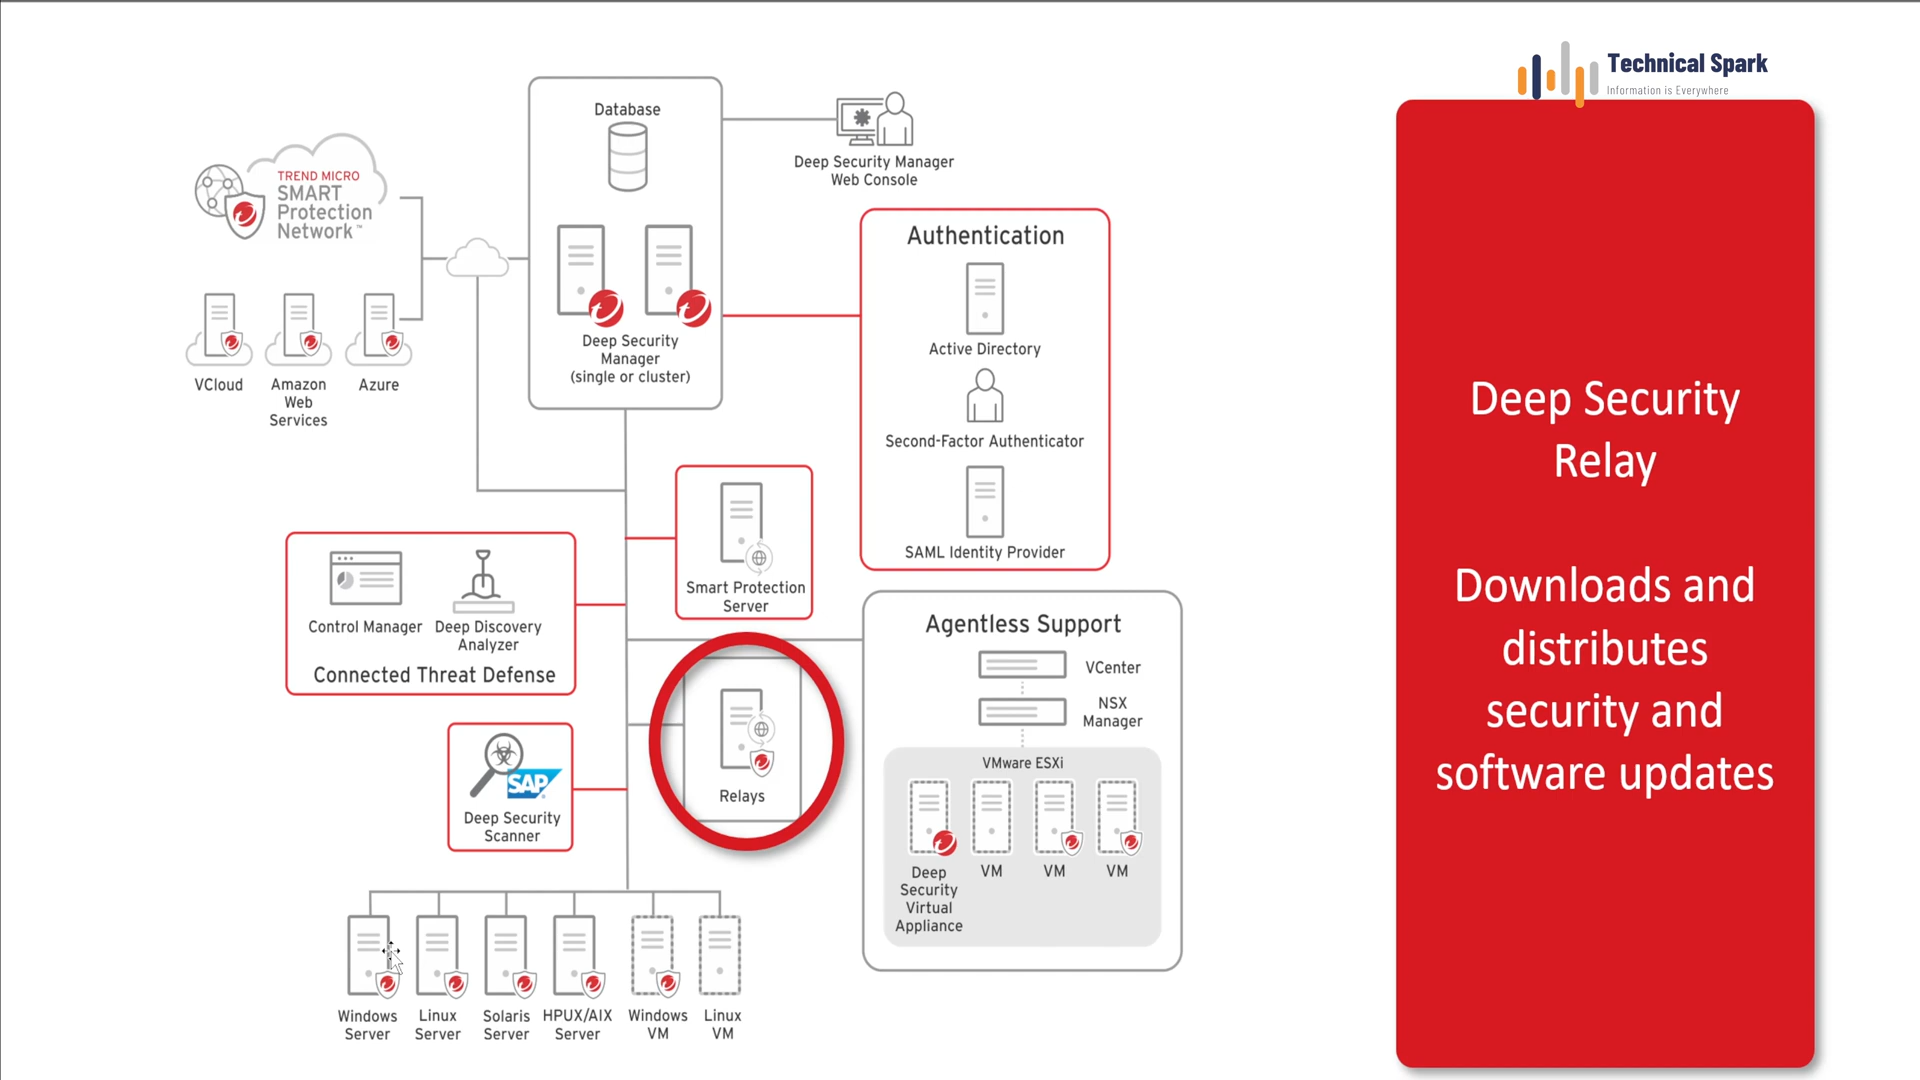 Technical Spark
Information is Everywhere
Database
Deep Security Manager
Web Console
TREND MICRO
SMART
Protection
Network™
VCloud
Amazon
Web
Services
Azure
Deep Security
Manager
(single or cluster)
Authentication
Active Directory
Second-Factor Authenticator
SAML Identity Provider
Smart Protection
Server
Control Manager
Deep Discovery
Analyzer
Connected Threat Defense
SAP
Deep Security
Scanner
Relays
Agentless Support
VCenter
NSX
Manager
VMware ESXi
Deep
Security
Virtual
Appliance
VM
VM
VM
Windows
Server
Linux
Server
Solaris
Server
HPUX/AIX
Server
Windows
VM
Linux
VM
Deep Security
Relay
Downloads and
distributes
security and
software updates